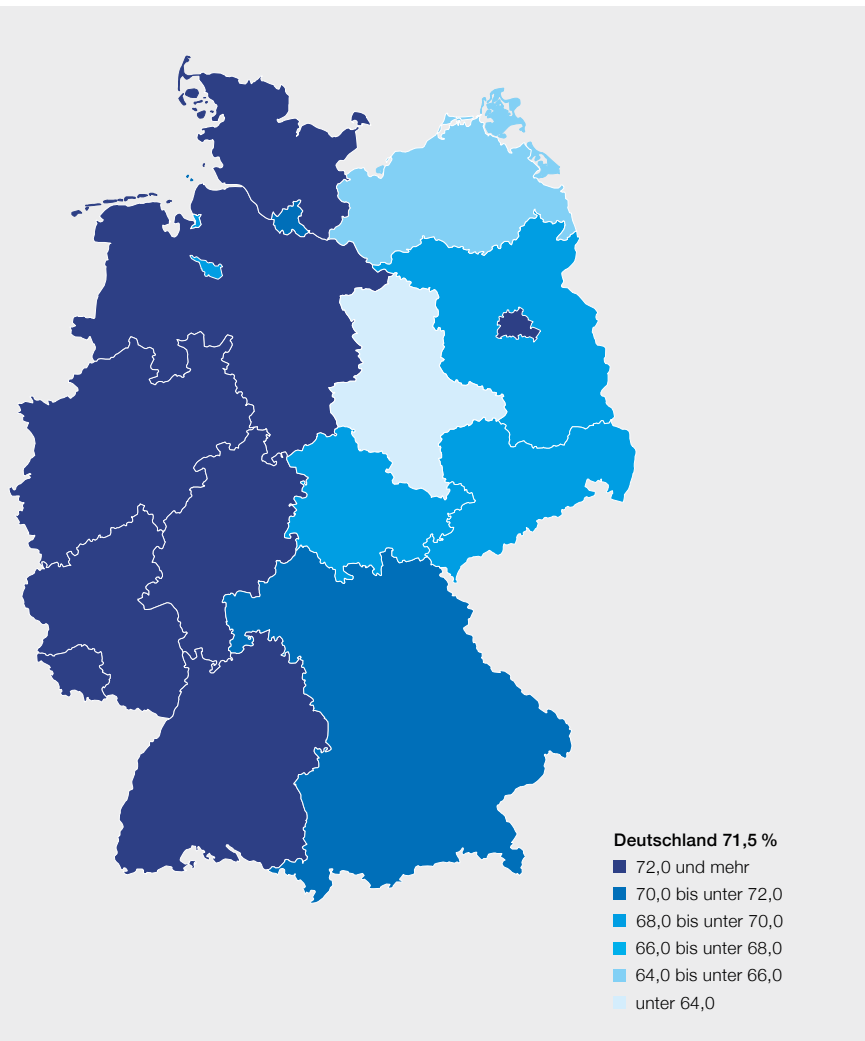 Deutschland 71,5 %
72,0 und mehr
70,0 bis unter 72,0
68,0 bis unter 70,0
66,0 bis unter 68,0
64,0 bis unter 66,0
unter 64,0